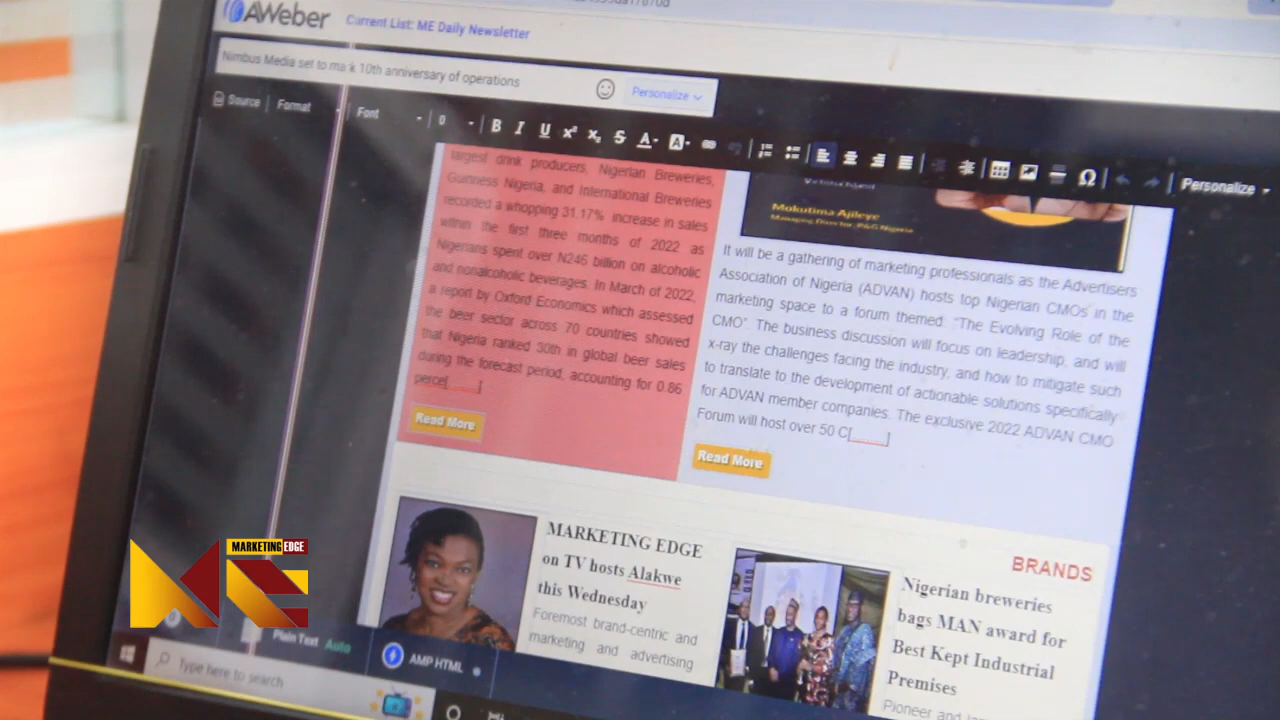 AWeber
Current List: ME Daily Newsletter
Nimbus Media set to mark 10th anniversary of operations
Personalize
Source
Format
Font
0
B I U x² x₂ S A A
Ω
Personalize
largest drink producers, Nigerian Breweries,
Guinness Nigeria, and International Breweries
recorded a whopping 31.17% increase in sales
within the first three months of 2022 as
Nigerians spent over N246 billion on alcoholic
and nonalcoholic beverages. In March of 2022,
a report by Oxford Economics which assessed
the beer sector across 70 countries showed
that Nigeria ranked 30th in global beer sales
during the forecast period, accounting for 0.86
perce[........]
Read More
Mokutima Ajileye
Managing Director, P&G Nigeria
It will be a gathering of marketing professionals as the Advertisers
Association of Nigeria (ADVAN) hosts top Nigerian CMOs in the
marketing space to a forum themed: “The Evolving Role of the
CMO”. The business discussion will focus on leadership, and will
x-ray the challenges facing the industry, and how to mitigate such
to translate to the development of actionable solutions specifically
for ADVAN member companies. The exclusive 2022 ADVAN CMO
Forum will host over 50 C[........]
Read More
MARKETING EDGE
on TV hosts Alakwe
this Wednesday
Foremost brand-centric and
marketing and advertising
BRANDS
Nigerian breweries
bags MAN award for
Best Kept Industrial
Premises
Pioneer and
MARKETING EDGE
ME
Plain Text Auto
AMP HTML
Type here to search